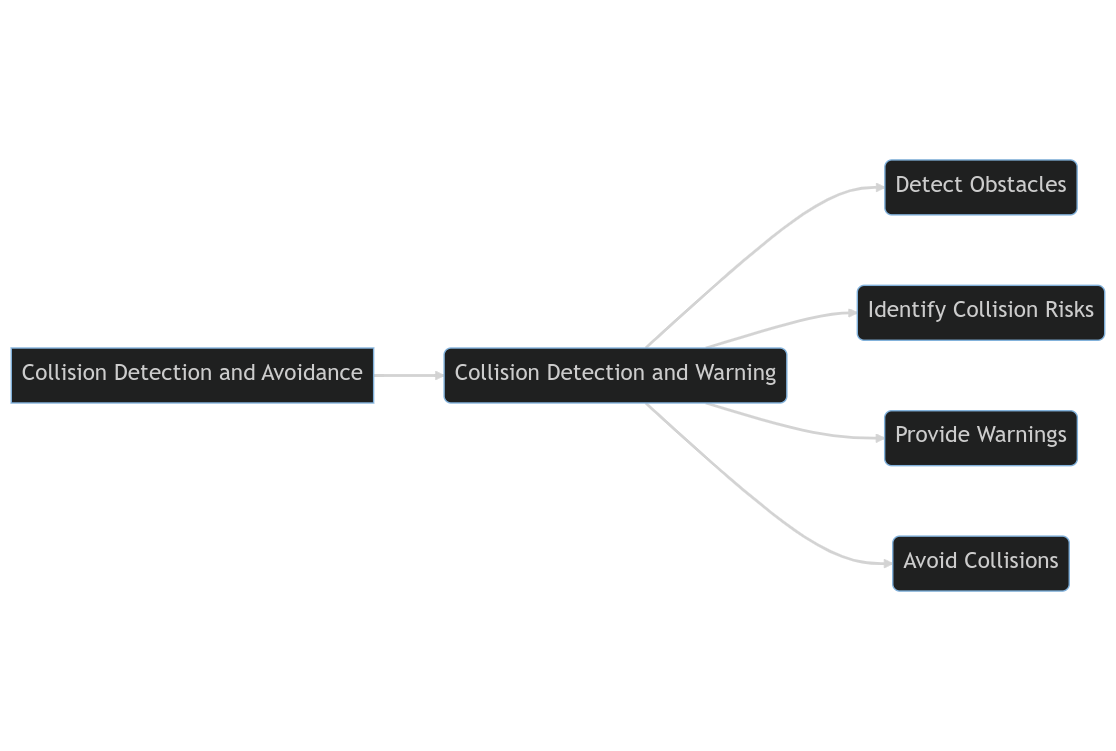 Collision Detection and Avoidance
Collision Detection and Warning
Detect Obstacles
Identify Collision Risks
Provide Warnings
Avoid Collisions